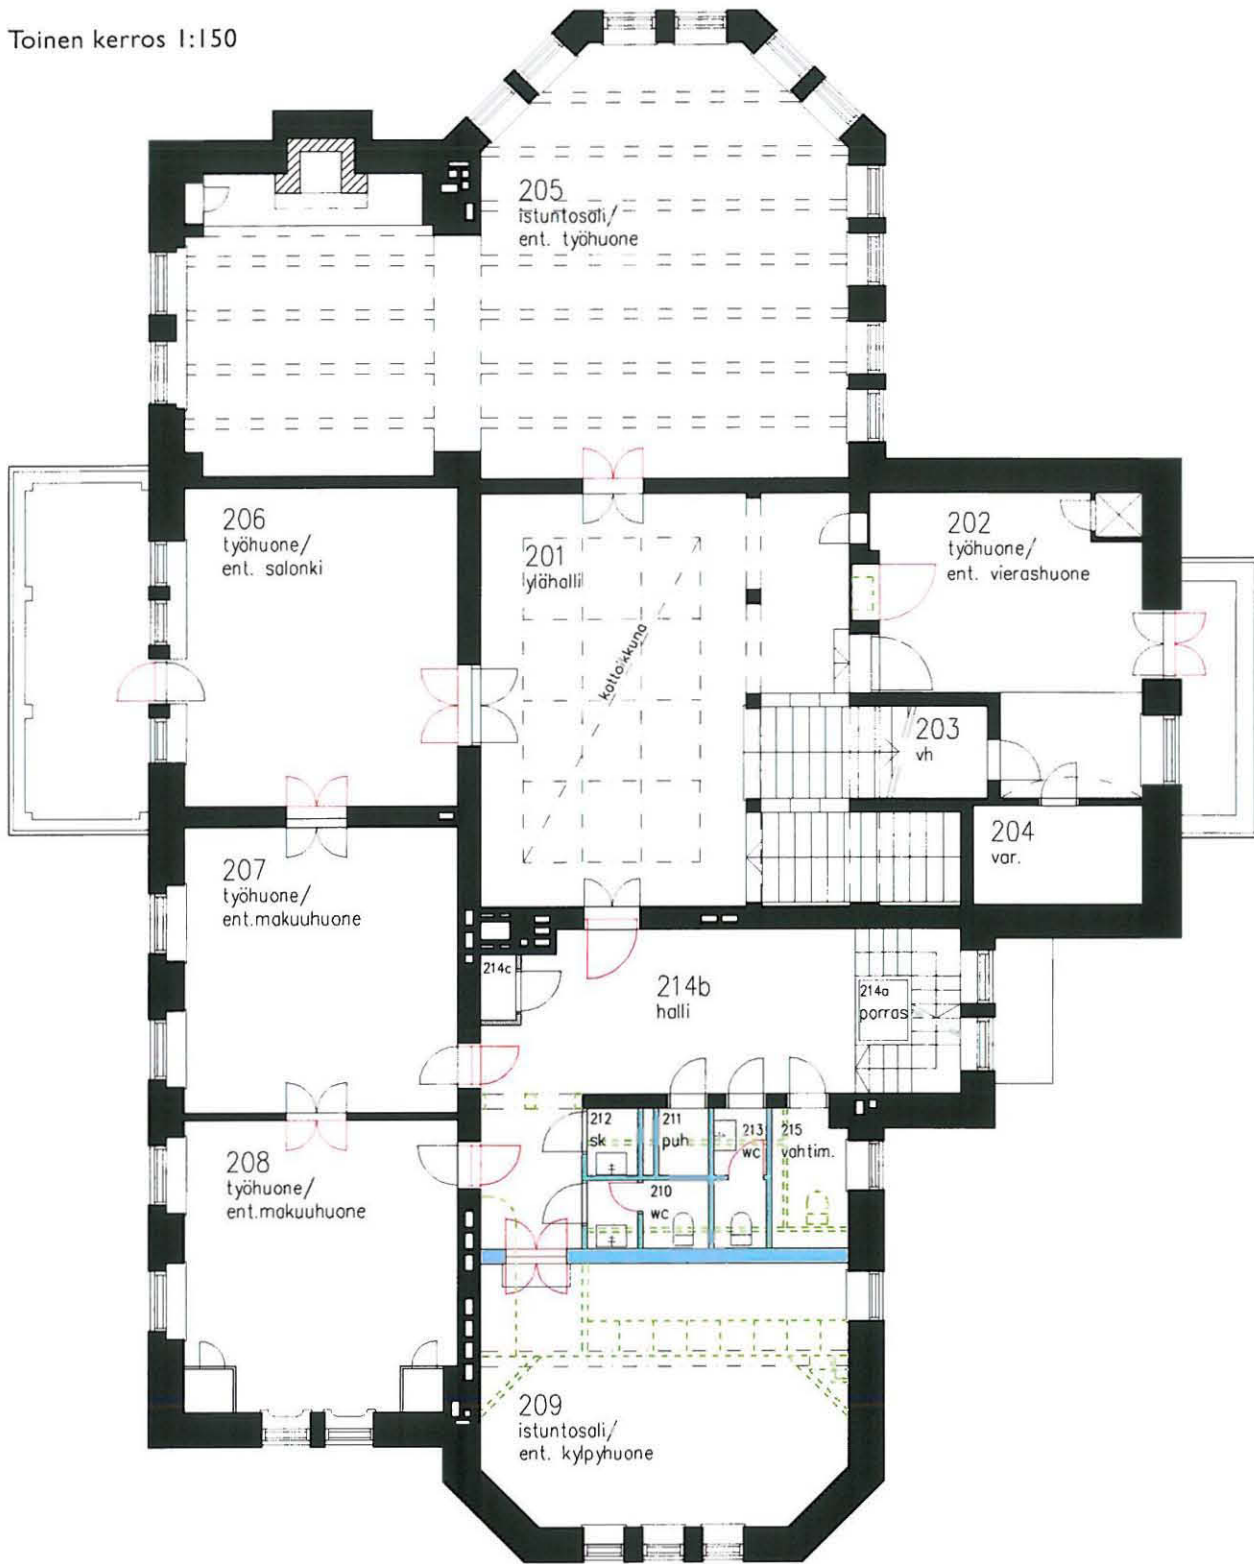 Toinen kerros 1:150
205
istuntosali/
ent. työhuone
206
työhuone/
ent. salonki
201
ylähalli
kattoikkuna
202
työhuone/
ent. vierashuone
203
vh
204
var.
207
työhuone/
ent.makuuhuone
214c
214b
halli
214a
porras
212
sk
211
puh
213
wc
215
vahtim.
210
wc
208
työhuone/
ent.makuuhuone
209
istuntosali/
ent. kylpyhuone